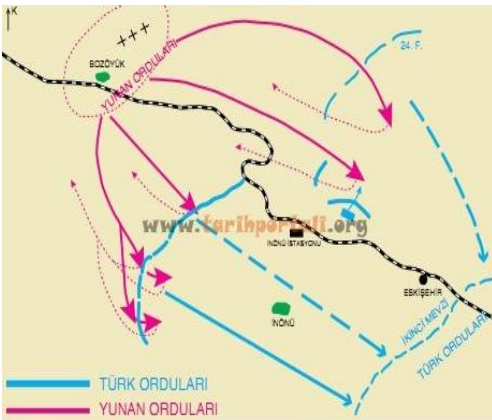 K
BOZÖYÜK
YUNAN ORDULARI
24. F.
www.tarihportali.org
İNÖNÜ İSTASYONU
ESKİŞEHİR
İNÖNÜ
İKİNCİ MEVZİ
TÜRK ORDULARI
TÜRK ORDULARI
YUNAN ORDULARI